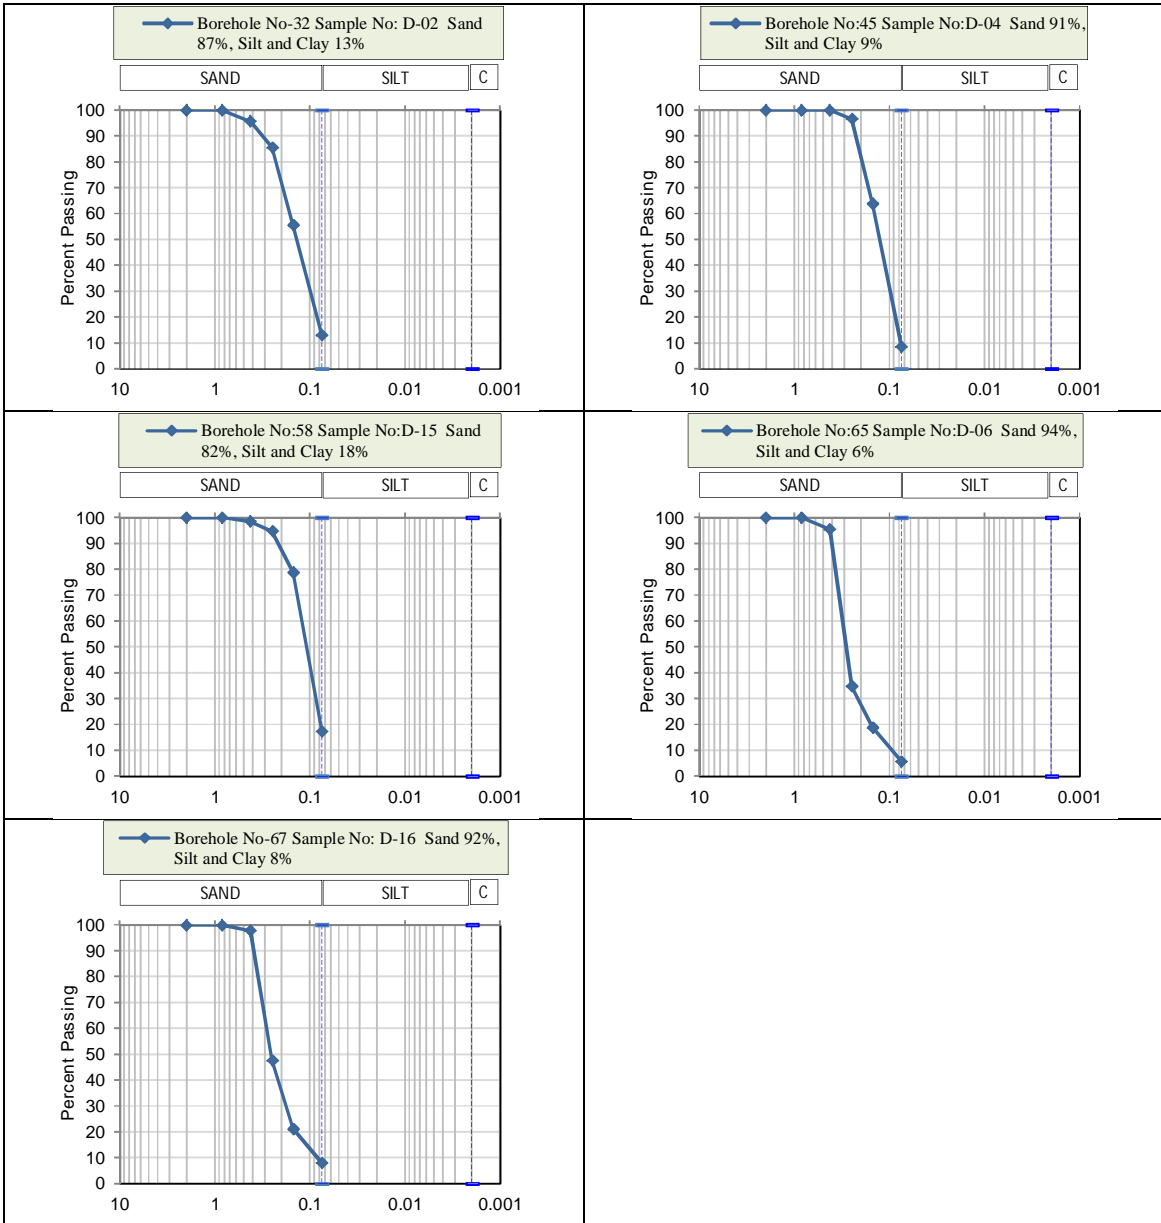 Borehole No-32 Sample No: D-02 Sand
87%, Silt and Clay 13%
SAND SILT C
100
90
80
70
60
50
40
30
20
10
0
Percent Passing
10 1 0.1 0.01 0.001
Borehole No:45 Sample No:D-04 Sand 91%,
Silt and Clay 9%
SAND SILT C
100
90
80
70
60
50
40
30
20
10
0
Percent Passing
10 1 0.1 0.01 0.001
Borehole No:58 Sample No:D-15 Sand
82%, Silt and Clay 18%
SAND SILT C
100
90
80
70
60
50
40
30
20
10
0
Percent Passing
10 1 0.1 0.01 0.001
Borehole No:65 Sample No:D-06 Sand 94%,
Silt and Clay 6%
SAND SILT C
100
90
80
70
60
50
40
30
20
10
0
Percent Passing
10 1 0.1 0.01 0.001
Borehole No-67 Sample No: D-16 Sand 92%,
Silt and Clay 8%
SAND SILT C
100
90
80
70
60
50
40
30
20
10
0
Percent Passing
10 1 0.1 0.01 0.001